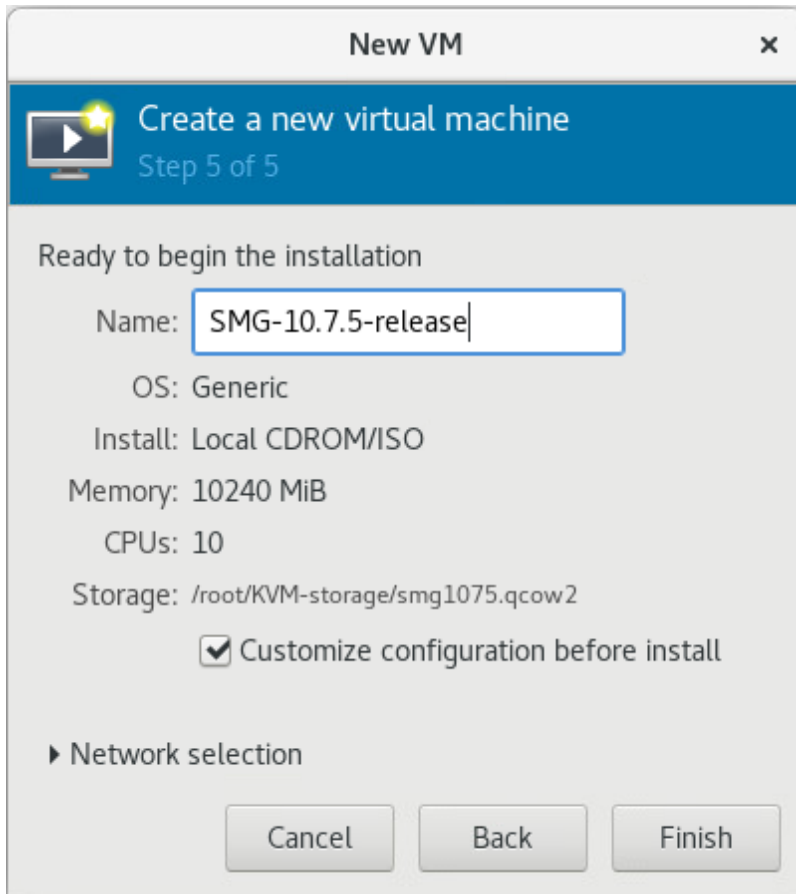 New VM
Create a new virtual machine
Step 5 of 5
Ready to begin the installation
Name: SMG-10.7.5-release
OS: Generic
Install: Local CDROM/ISO
Memory: 10240 MiB
CPUs: 10
Storage: /root/KVM-storage/smg1075.qcow2
Customize configuration before install
Network selection
Cancel Back Finish